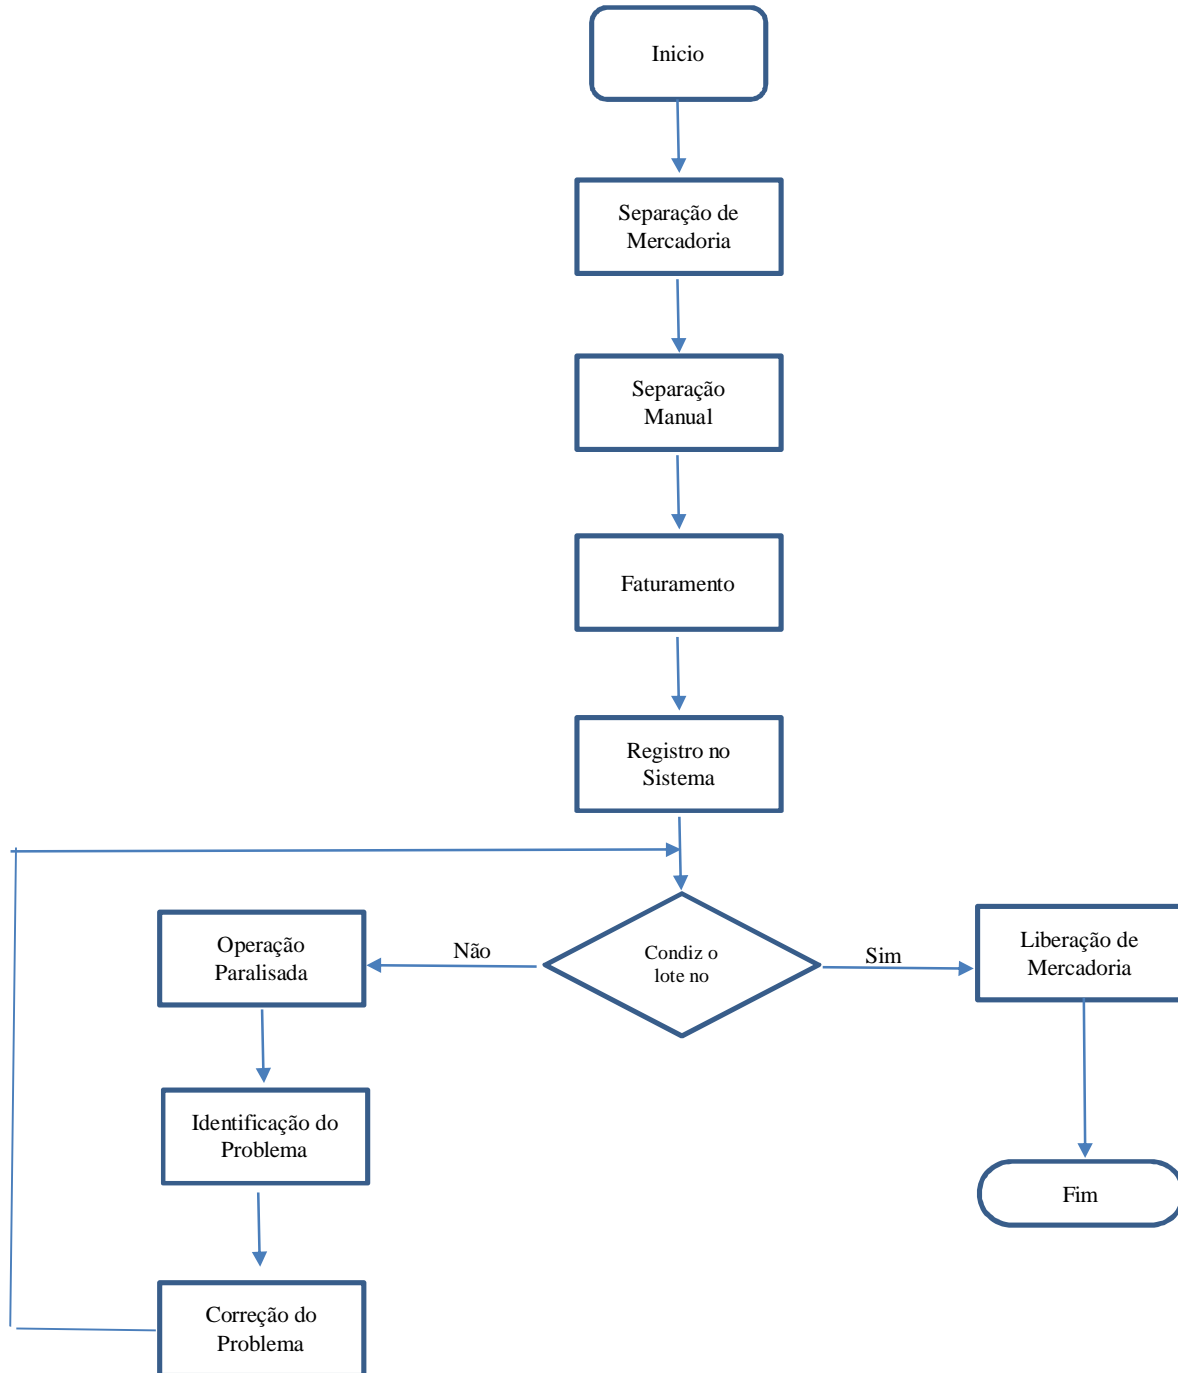 Inicio
Separação de
Mercadoria
Separação
Manual
Faturamento
Registro no
Sistema
Operação
Paralisada
Não
Condiz o
lote no
Sim
Liberação de
Mercadoria
Identificação do
Problema
Fim
Correção do
Problema